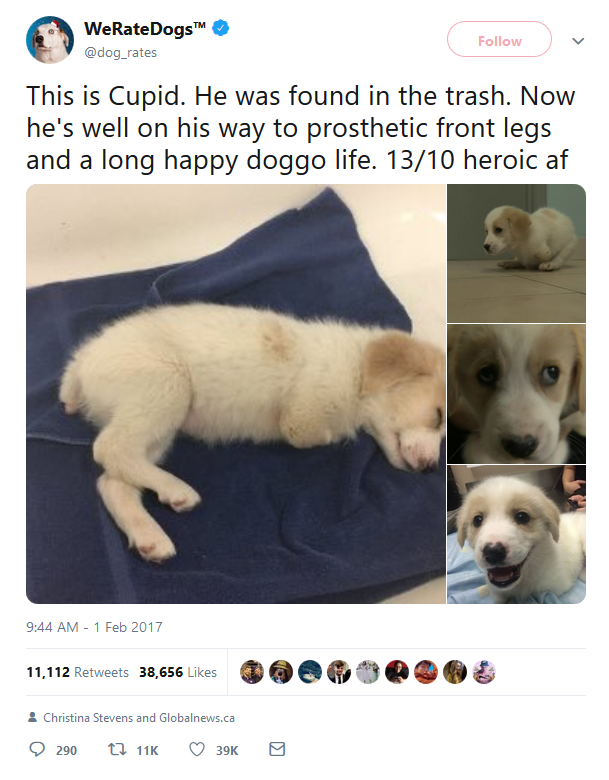 WeRateDogs™
@dog_rates
Follow
This is Cupid. He was found in the trash. Now
he's well on his way to prosthetic front legs
and a long happy doggo life. 13/10 heroic af
9:44 AM - 1 Feb 2017
11,112 Retweets 38,656 Likes
Christina Stevens and Globalnews.ca
290 11K 39K